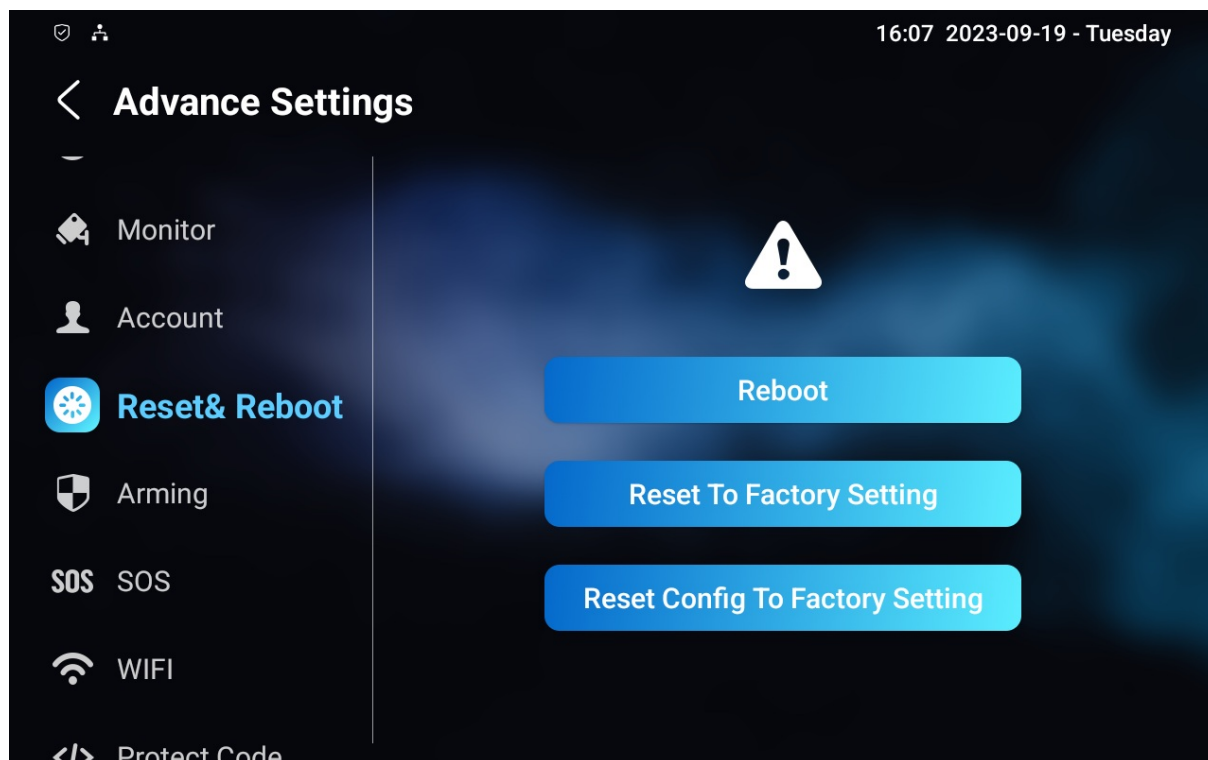 16:07 2023-09-19 - Tuesday
Advance Settings
Monitor
Account
Reset& Reboot
Arming
SOS SOS
WIFI
</> Protect Code
Reboot
Reset To Factory Setting
Reset Config To Factory Setting